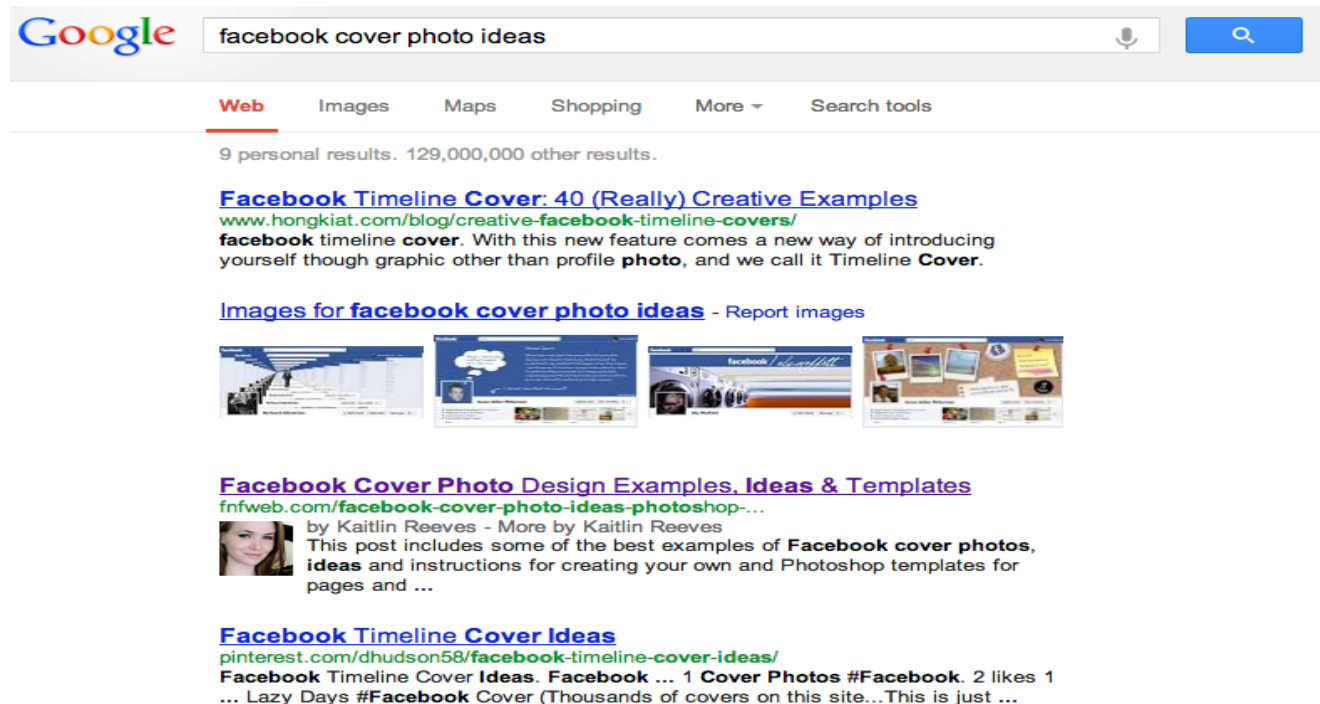 Google facebook cover photo ideas
Web Images Maps Shopping More Search tools
9 personal results. 129,000,000 other results.
Facebook Timeline Cover: 40 (Really) Creative Examples
www.hongkiat.com/blog/creative-facebook-timeline-covers/
facebook timeline cover. With this new feature comes a new way of introducing
yourself though graphic other than profile photo, and we call it Timeline Cover.
Images for facebook cover photo ideas - Report images
facebook
Facebook Cover Photo Design Examples, Ideas & Templates
fnfweb.com/facebook-cover-photo-ideas-photoshop-...
by Kaitlin Reeves - More by Kaitlin Reeves
This post includes some of the best examples of Facebook cover photos,
ideas and instructions for creating your own and Photoshop templates for
pages and ...
Facebook Timeline Cover Ideas
pinterest.com/dhudson58/facebook-timeline-cover-ideas/
Facebook Timeline Cover Ideas. Facebook ... 1 Cover Photos #Facebook. 2 likes 1
... Lazy Days #Facebook Cover (Thousands of covers on this site...This is just ...